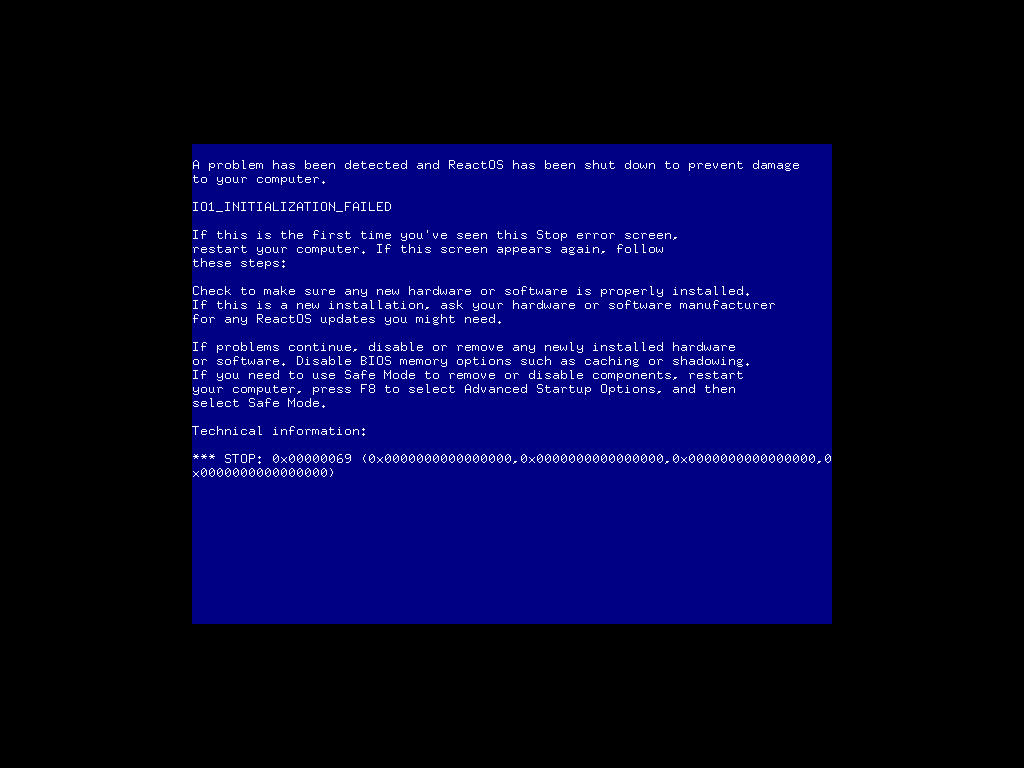 A problem has been detected and ReactOS has been shut down to prevent damage
to your computer.
IO1_INITIALIZATION_FAILED
If this is the first time you've seen this Stop error screen,
restart your computer. If this screen appears again, follow
these steps:
Check to make sure any new hardware or software is properly installed.
If this is a new installation, ask your hardware or software manufacturer
for any ReactOS updates you might need.
If problems continue, disable or remove any newly installed hardware
or software. Disable BIOS memory options such as caching or shadowing.
If you need to use Safe Mode to remove or disable components, restart
your computer, press F8 to select Advanced Startup Options, and then
select Safe Mode.
Technical information:
*** STOP: 0x00000069 (0x0000000000000000,0x0000000000000000,0x0000000000000000,0
x0000000000000000)